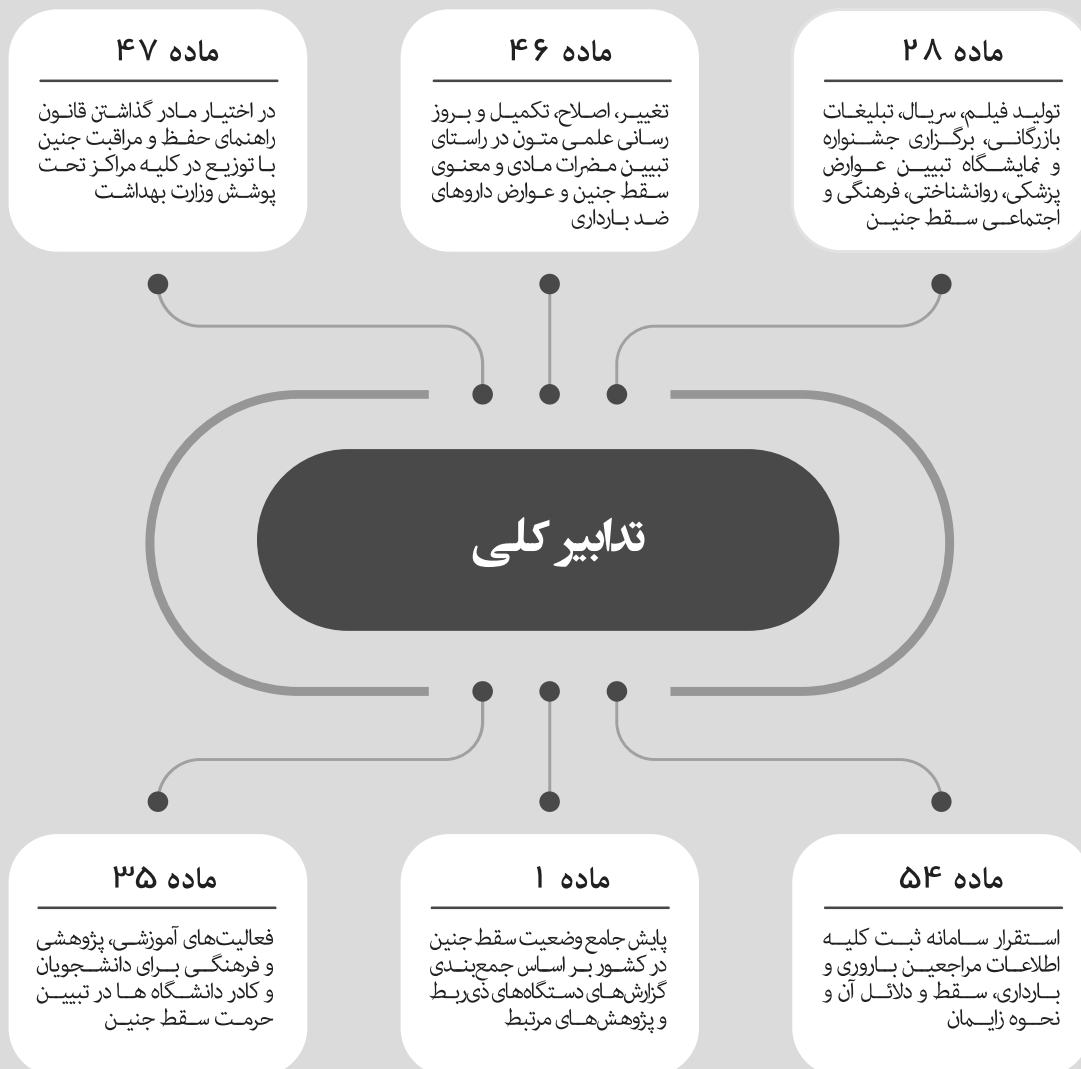 ماده ۲۸
تولید فیلم، سریال، تبلیغات
بازرگانی، برگزاری جشنواره
و نمایشگاه تبیین عوارض
پزشکی، روانشناختی، فرهنگی و
اجتماعی سقط جنین
ماده ۴۶
تغییر، اصلاح، تکمیل و بروز
رسانی علمی متون در راستای
تبیین مضرات مادی و معنوی
سقط جنین و عوارض داروهای
ضد بارداری
ماده ۴۷
در اختیار مادر گذاشتن قانون
راهنمای حفظ و مراقبت جنین
با توزیع در کلیه مراکز تحت
پوشش وزارت بهداشت
تدابیر کلی
ماده ۵۴
استقرار سامانه ثبت کلیه
اطلاعات مراجعین باروری و
بارداری، سقط و دلائل آن و
نحوه زایمان
ماده ۱
پایش جامع وضعیت سقط جنین
در کشور بر اساس جمع‌بندی
گزارش‌های دستگاه‌های ذی‌ربط
و پژوهش‌های مرتبط
ماده ۳۵
فعالیت‌های آموزشی، پژوهشی
و فرهنگی برای دانشجویان
و کادر دانشگاه ها در تبیین
حرمت سقط جنین